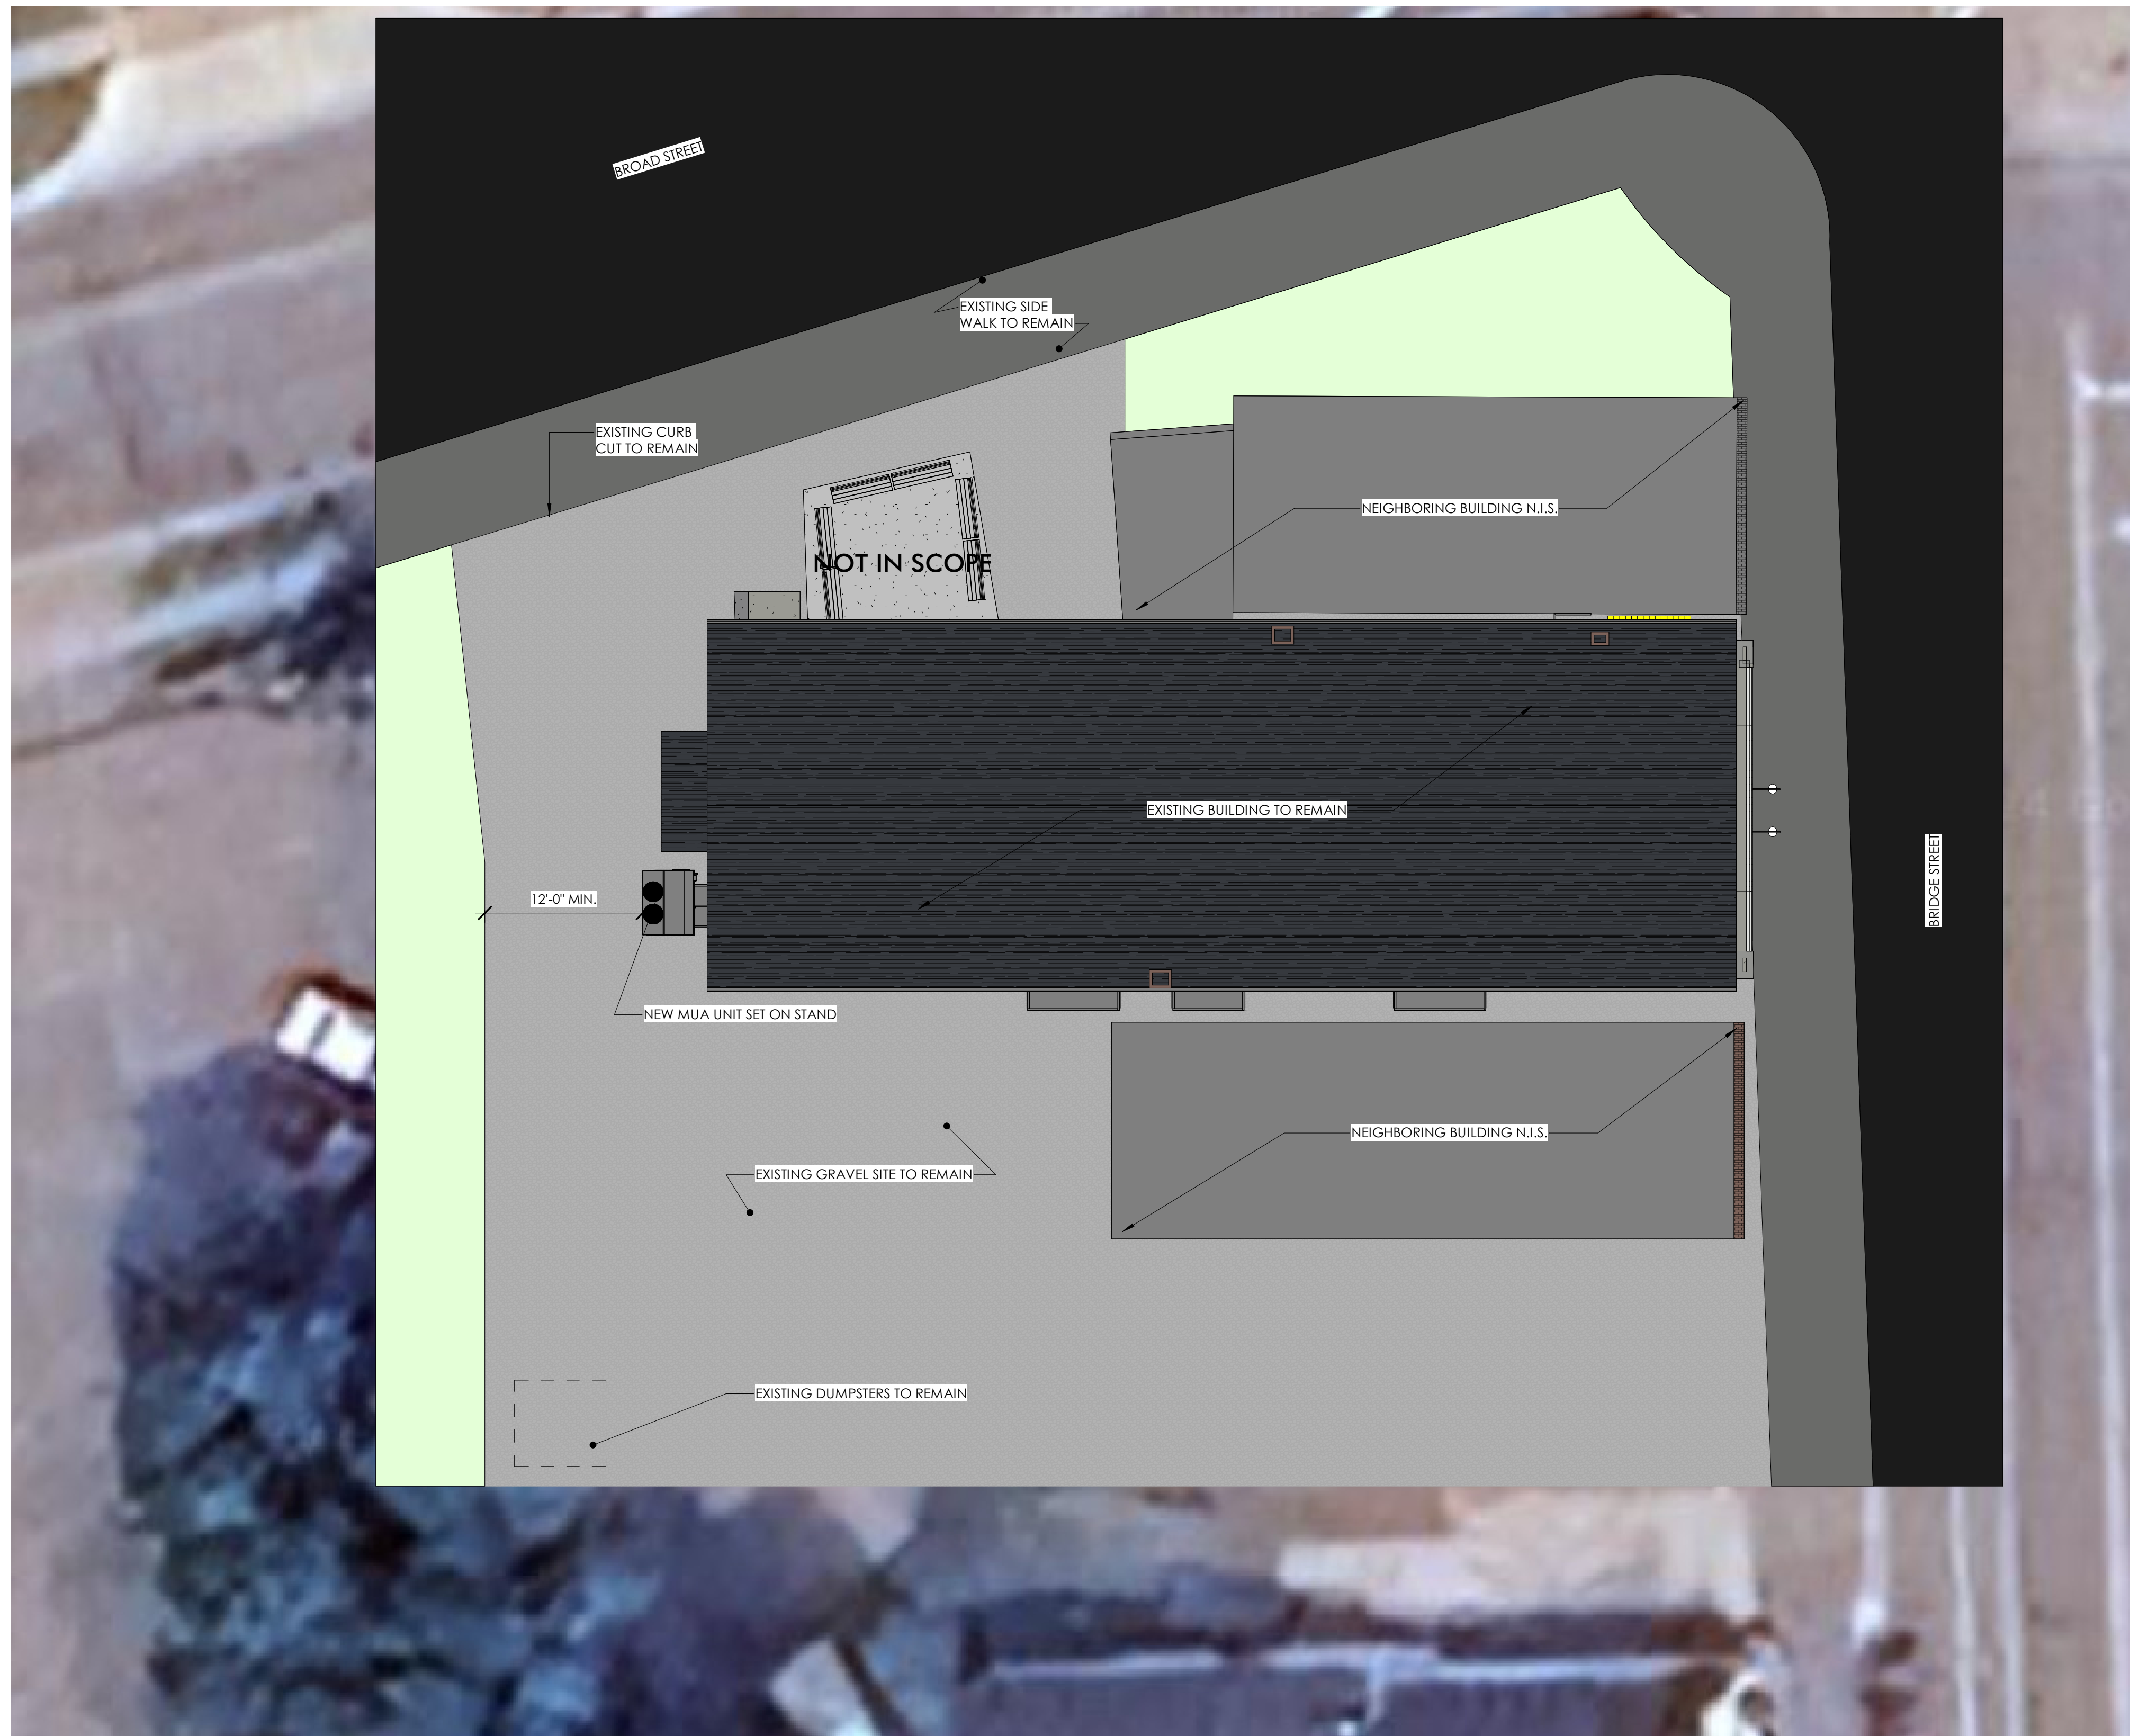 BROAD STREET
EXISTING SIDE
WALK TO REMAIN
EXISTING CURB
CUT TO REMAIN
NEIGHBORING BUILDING N.I.S.
NOT IN SCOPE
EXISTING BUILDING TO REMAIN
BRIDGE STREET
12'-0" MIN.
NEW MUA UNIT SET ON STAND
NEIGHBORING BUILDING N.I.S.
EXISTING GRAVEL SITE TO REMAIN
EXISTING DUMPSTERS TO REMAIN